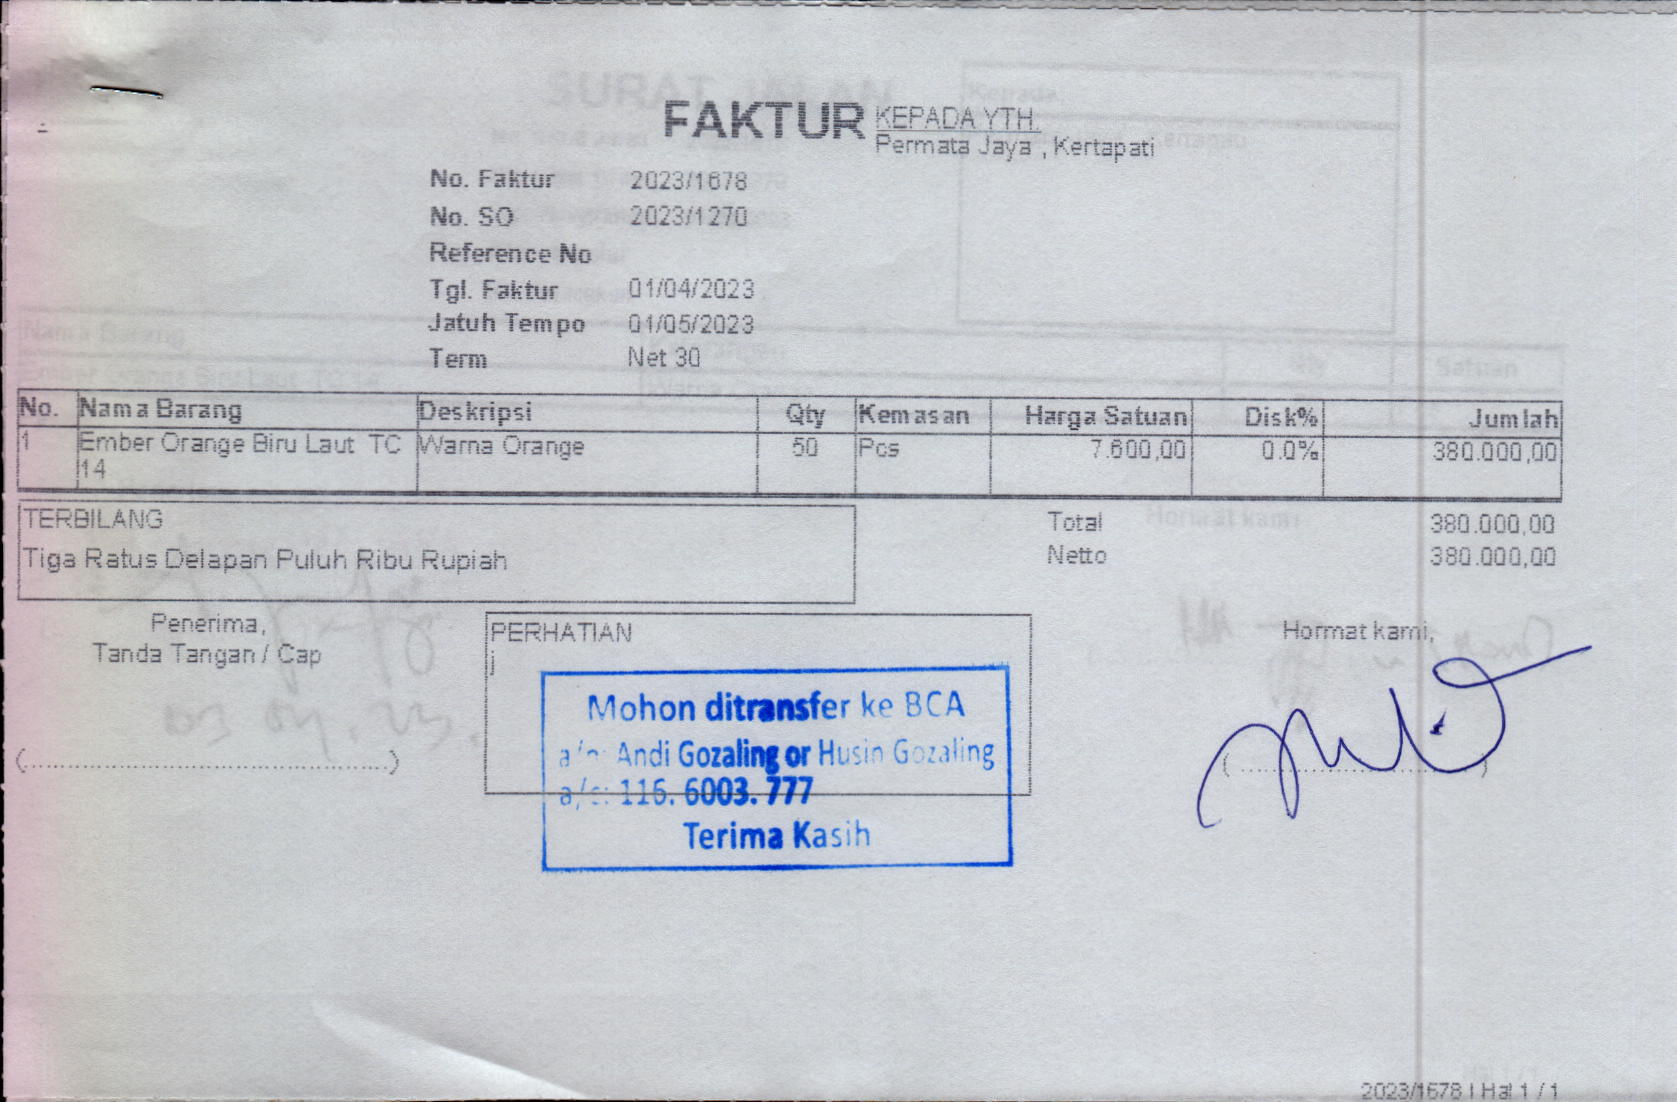 FAKTUR
KEPADA YTH.
Permata Jaya , Kertapati
No. Faktur 2023/1678
No. SO 2023/1270
Reference No
Tgl. Faktur 01/04/2023
Jatuh Tempo 01/05/2023
Term Net 30
No. Nama Barang Deskripsi Qty Kemasan Harga Satuan Disk% Jumlah
1 Ember Orange Biru Laut TC Warna Orange 50 Pcs 7.600,00 0.0% 380.000,00
14
TERBILANG
Tiga Ratus Delapan Puluh Ribu Rupiah
Total 380.000,00
Netto 380.000,00
Penerima,
Tanda Tangan / Cap
(..........................................)
PERHATIAN
j
Mohon ditransfer ke BCA
a/n: Andi Gozaling or Husin Gozaling
a/c: 116. 6003. 777
Terima Kasih
Hormat kami,
2023/1678 | Hal 1 / 1